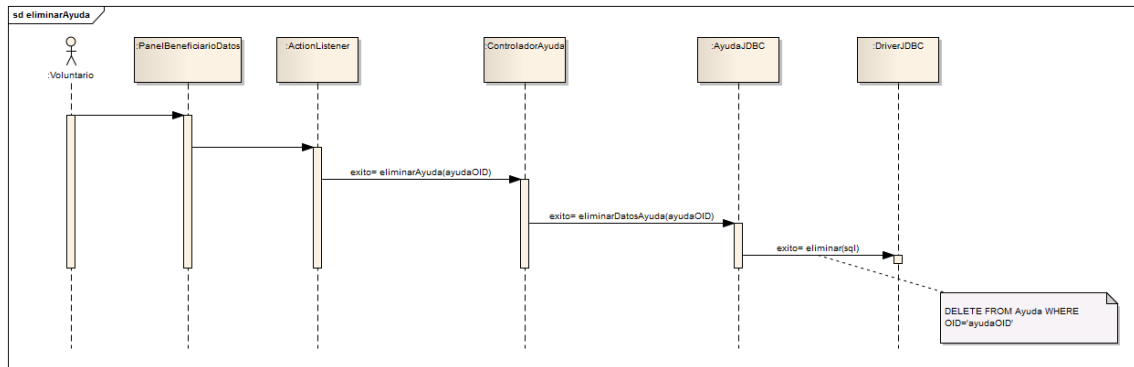 sd eliminarAyuda
:Voluntario
:PanelBeneficiarioDatos
:ActionListener
:ControladorAyuda
:AyudaJDBC
:DriverJDBC
exito= eliminarAyuda(ayudaOID)
exito= eliminarDatosAyuda(ayudaOID)
exito= eliminar(sql)
DELETE FROM Ayuda WHERE
OID='ayudaOID'